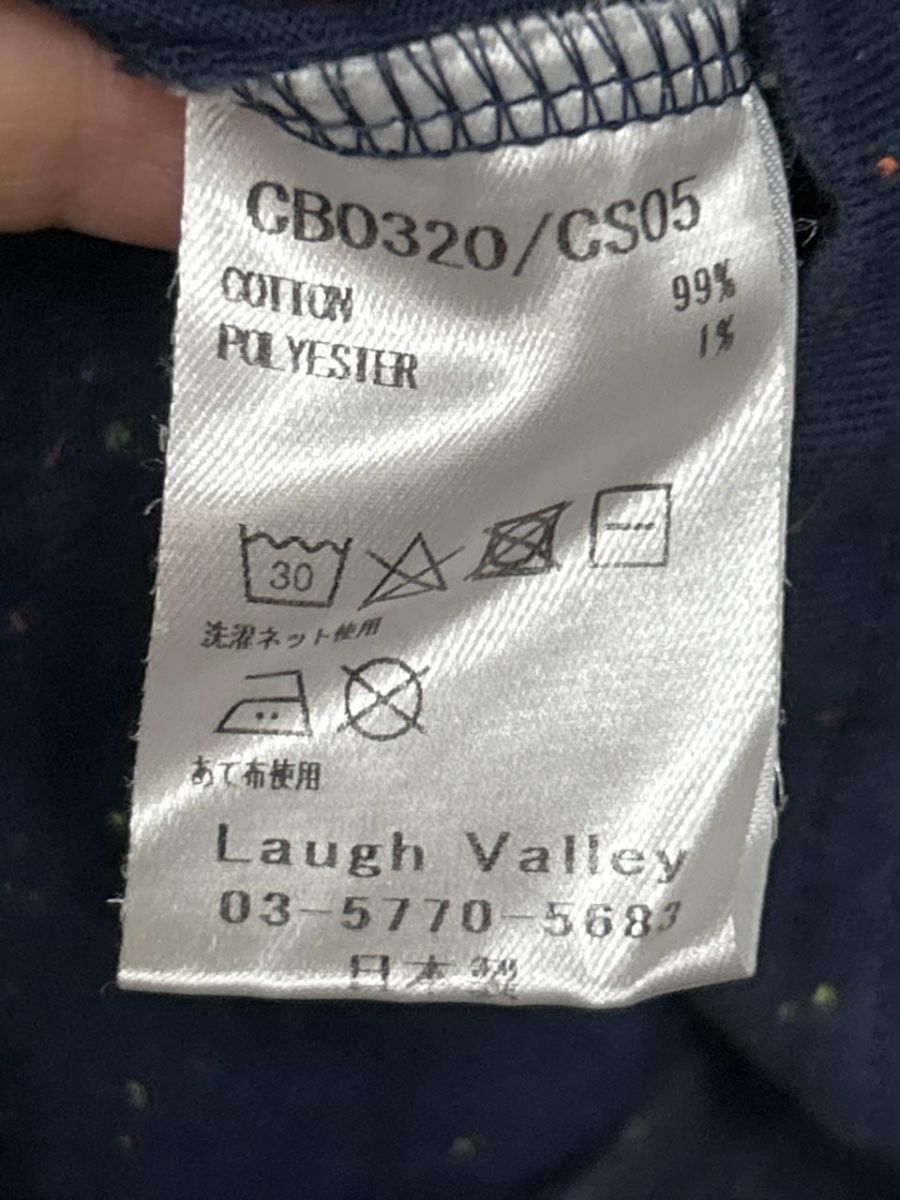 CB0320/CS05
COTTON 99%
POLYESTER 1%
30
洗濯ネット使用
あて布使用
Laugh Valley
03-5770-5683
日本製